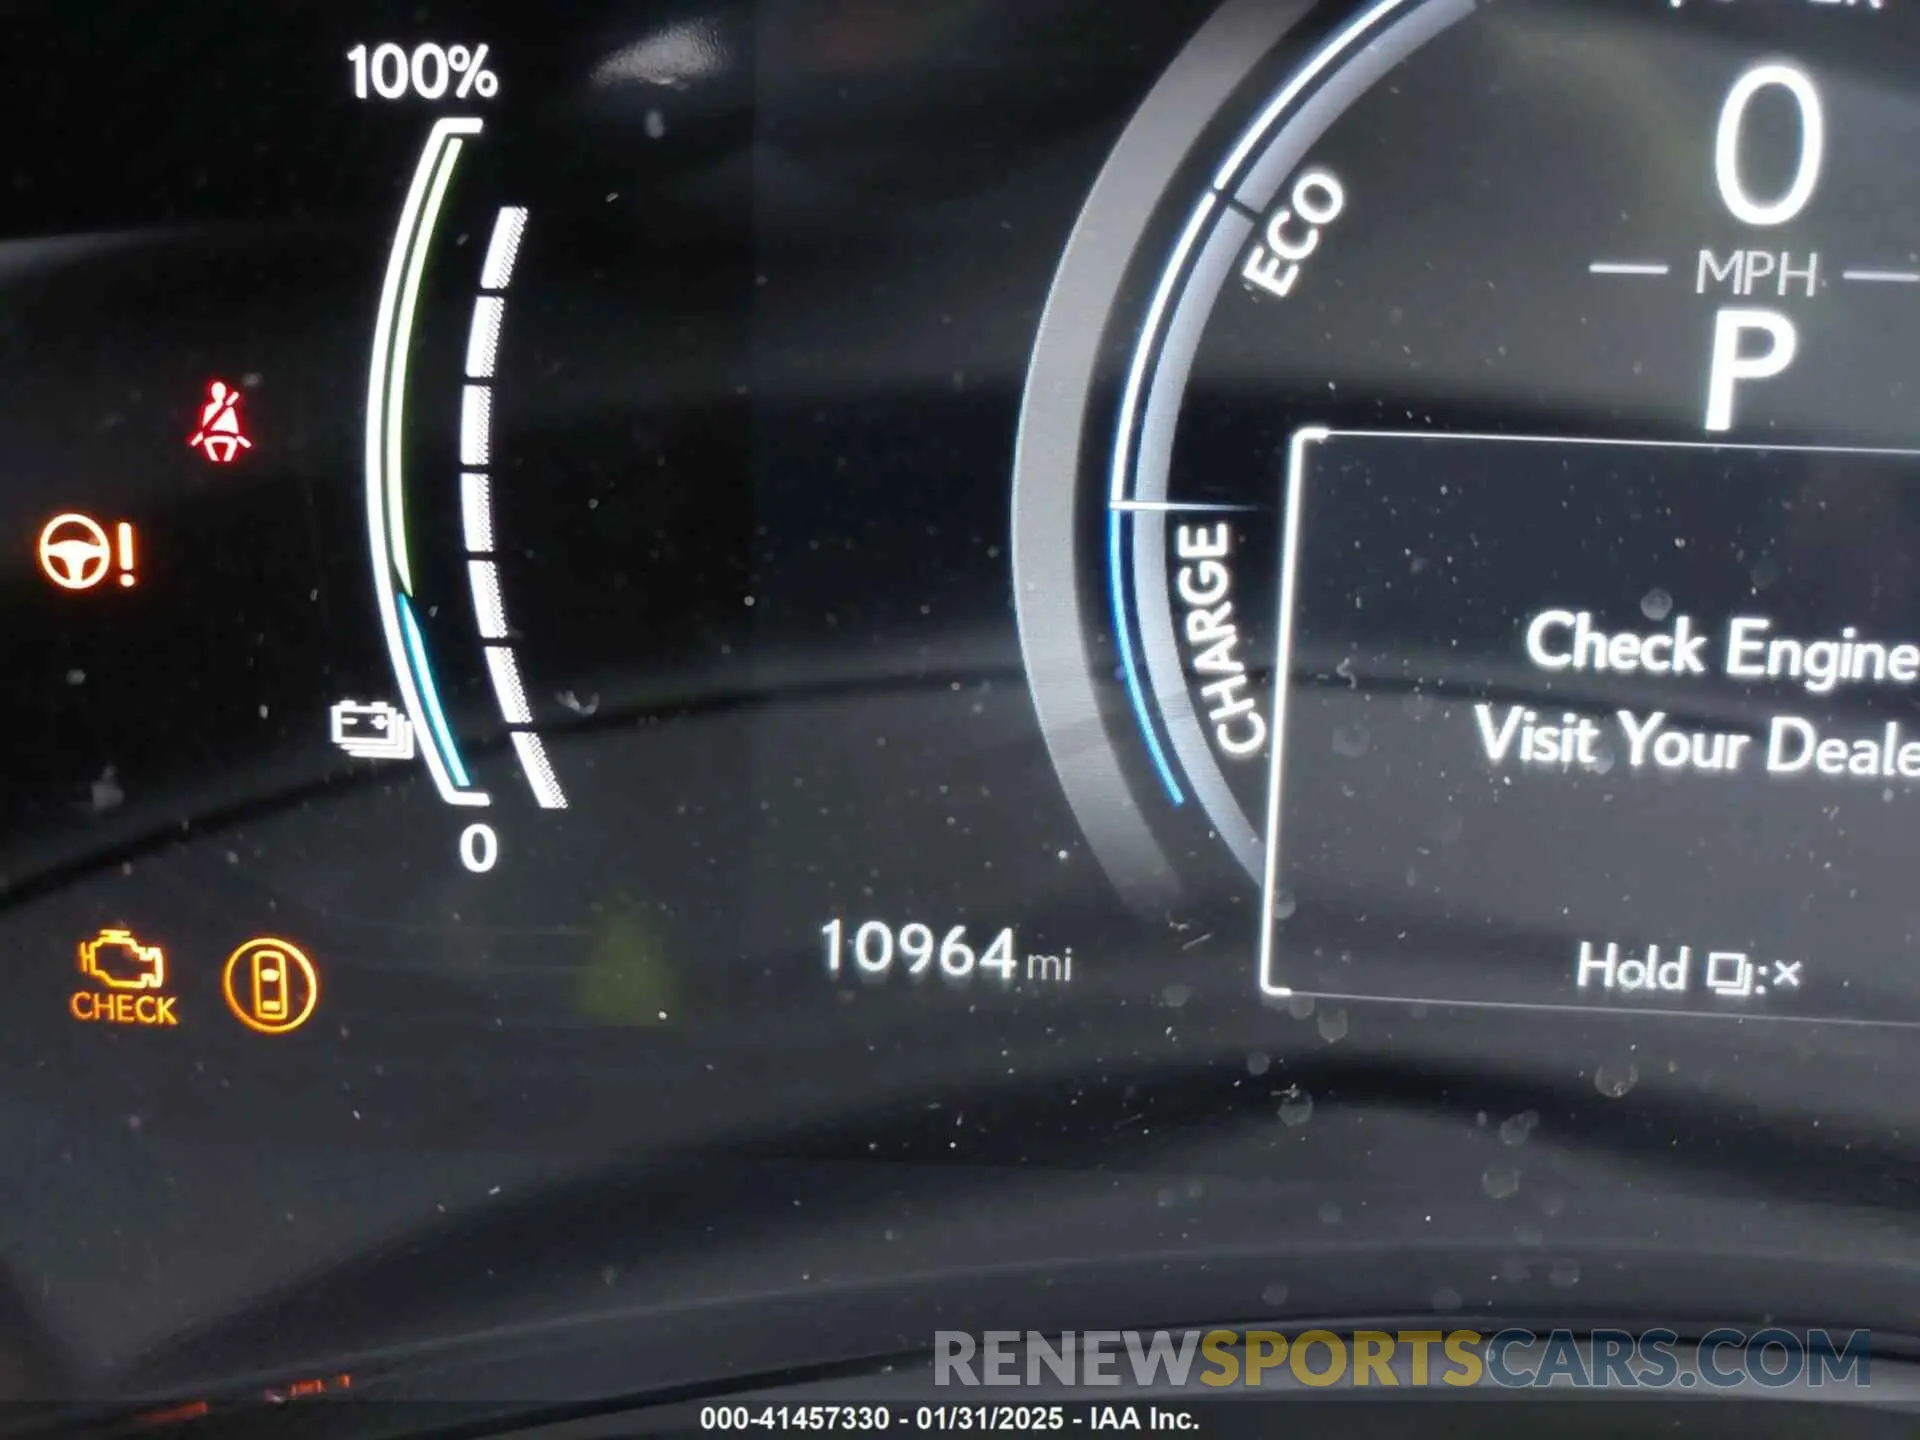 100%
0
MPH
P
ECO
CHARGE
Check Engine
Visit Your Deale
0
10964 mi
CHECK
Hold :×
RENEWSPORTSCARS.COM
000-41457330 - 01/31/2025 - IAA Inc.